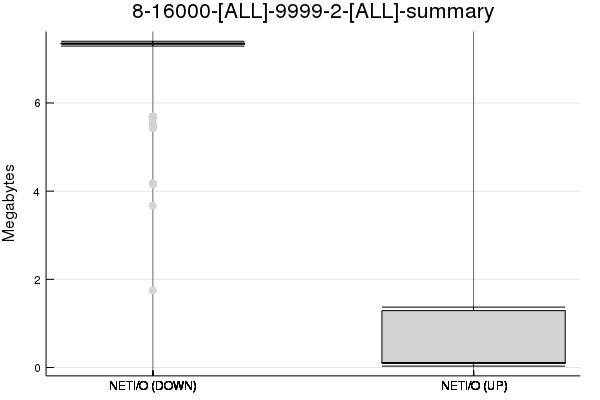 8-16000-[ALL]-9999-2-[ALL]-summary
Megabytes
6
4
2
0
NETI/O (DOWN)
NETI/O (UP)